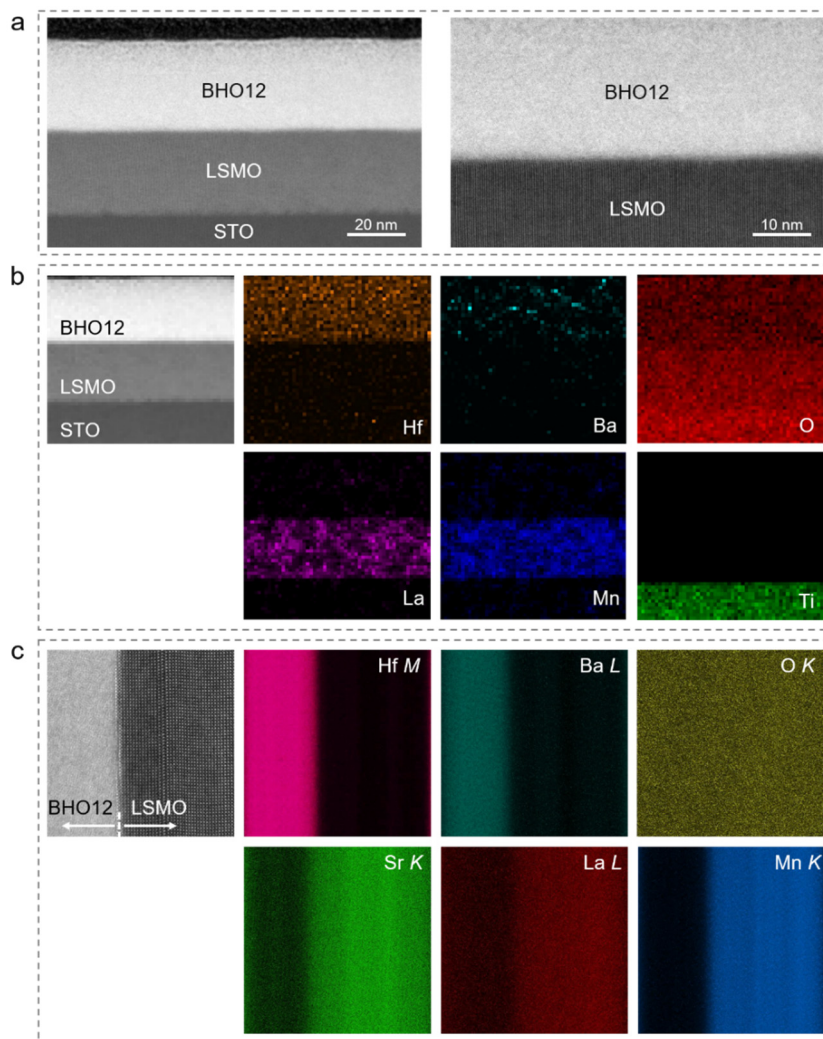 a
BHO12
LSMO
STO
20 nm
BHO12
LSMO
10 nm
b
BHO12
LSMO
STO
Hf
Ba
O
La
Mn
Ti
c
BHO12
LSMO
Hf M
Ba L
O K
Sr K
La L
Mn K